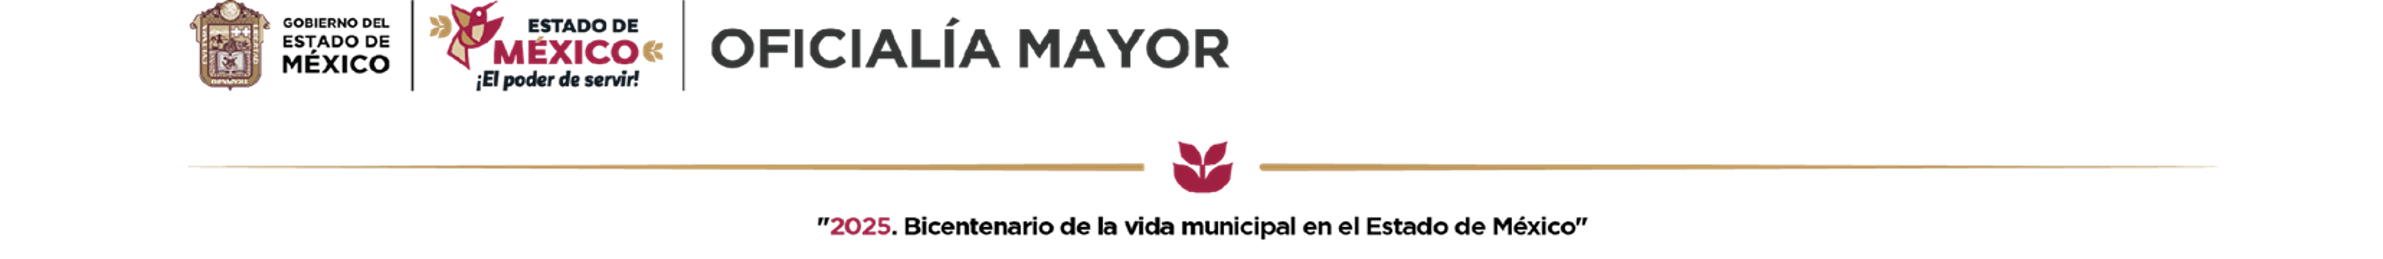 GOBIERNO DEL
ESTADO DE
MÉXICO
ESTADO DE
MÉXICO
¡El poder de servir!
OFICIALÍA MAYOR
"2025. Bicentenario de la vida municipal en el Estado de México"